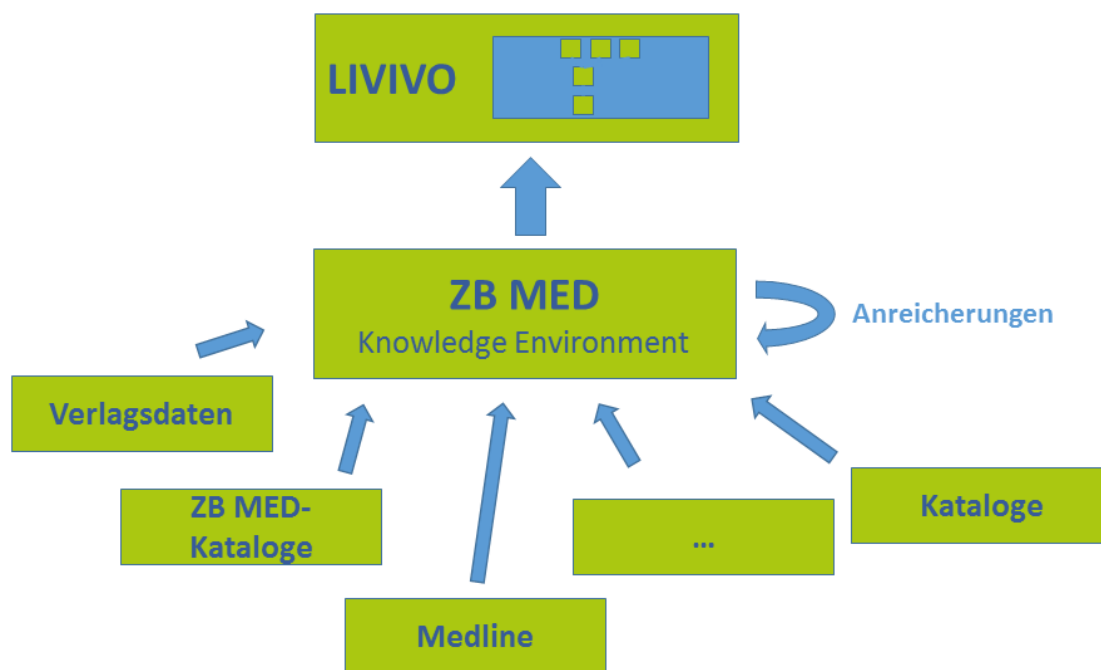 LIVIVO
ZB MED
Knowledge Environment
Anreicherungen
Verlagsdaten
ZB MED-
Kataloge
Medline
…
Kataloge